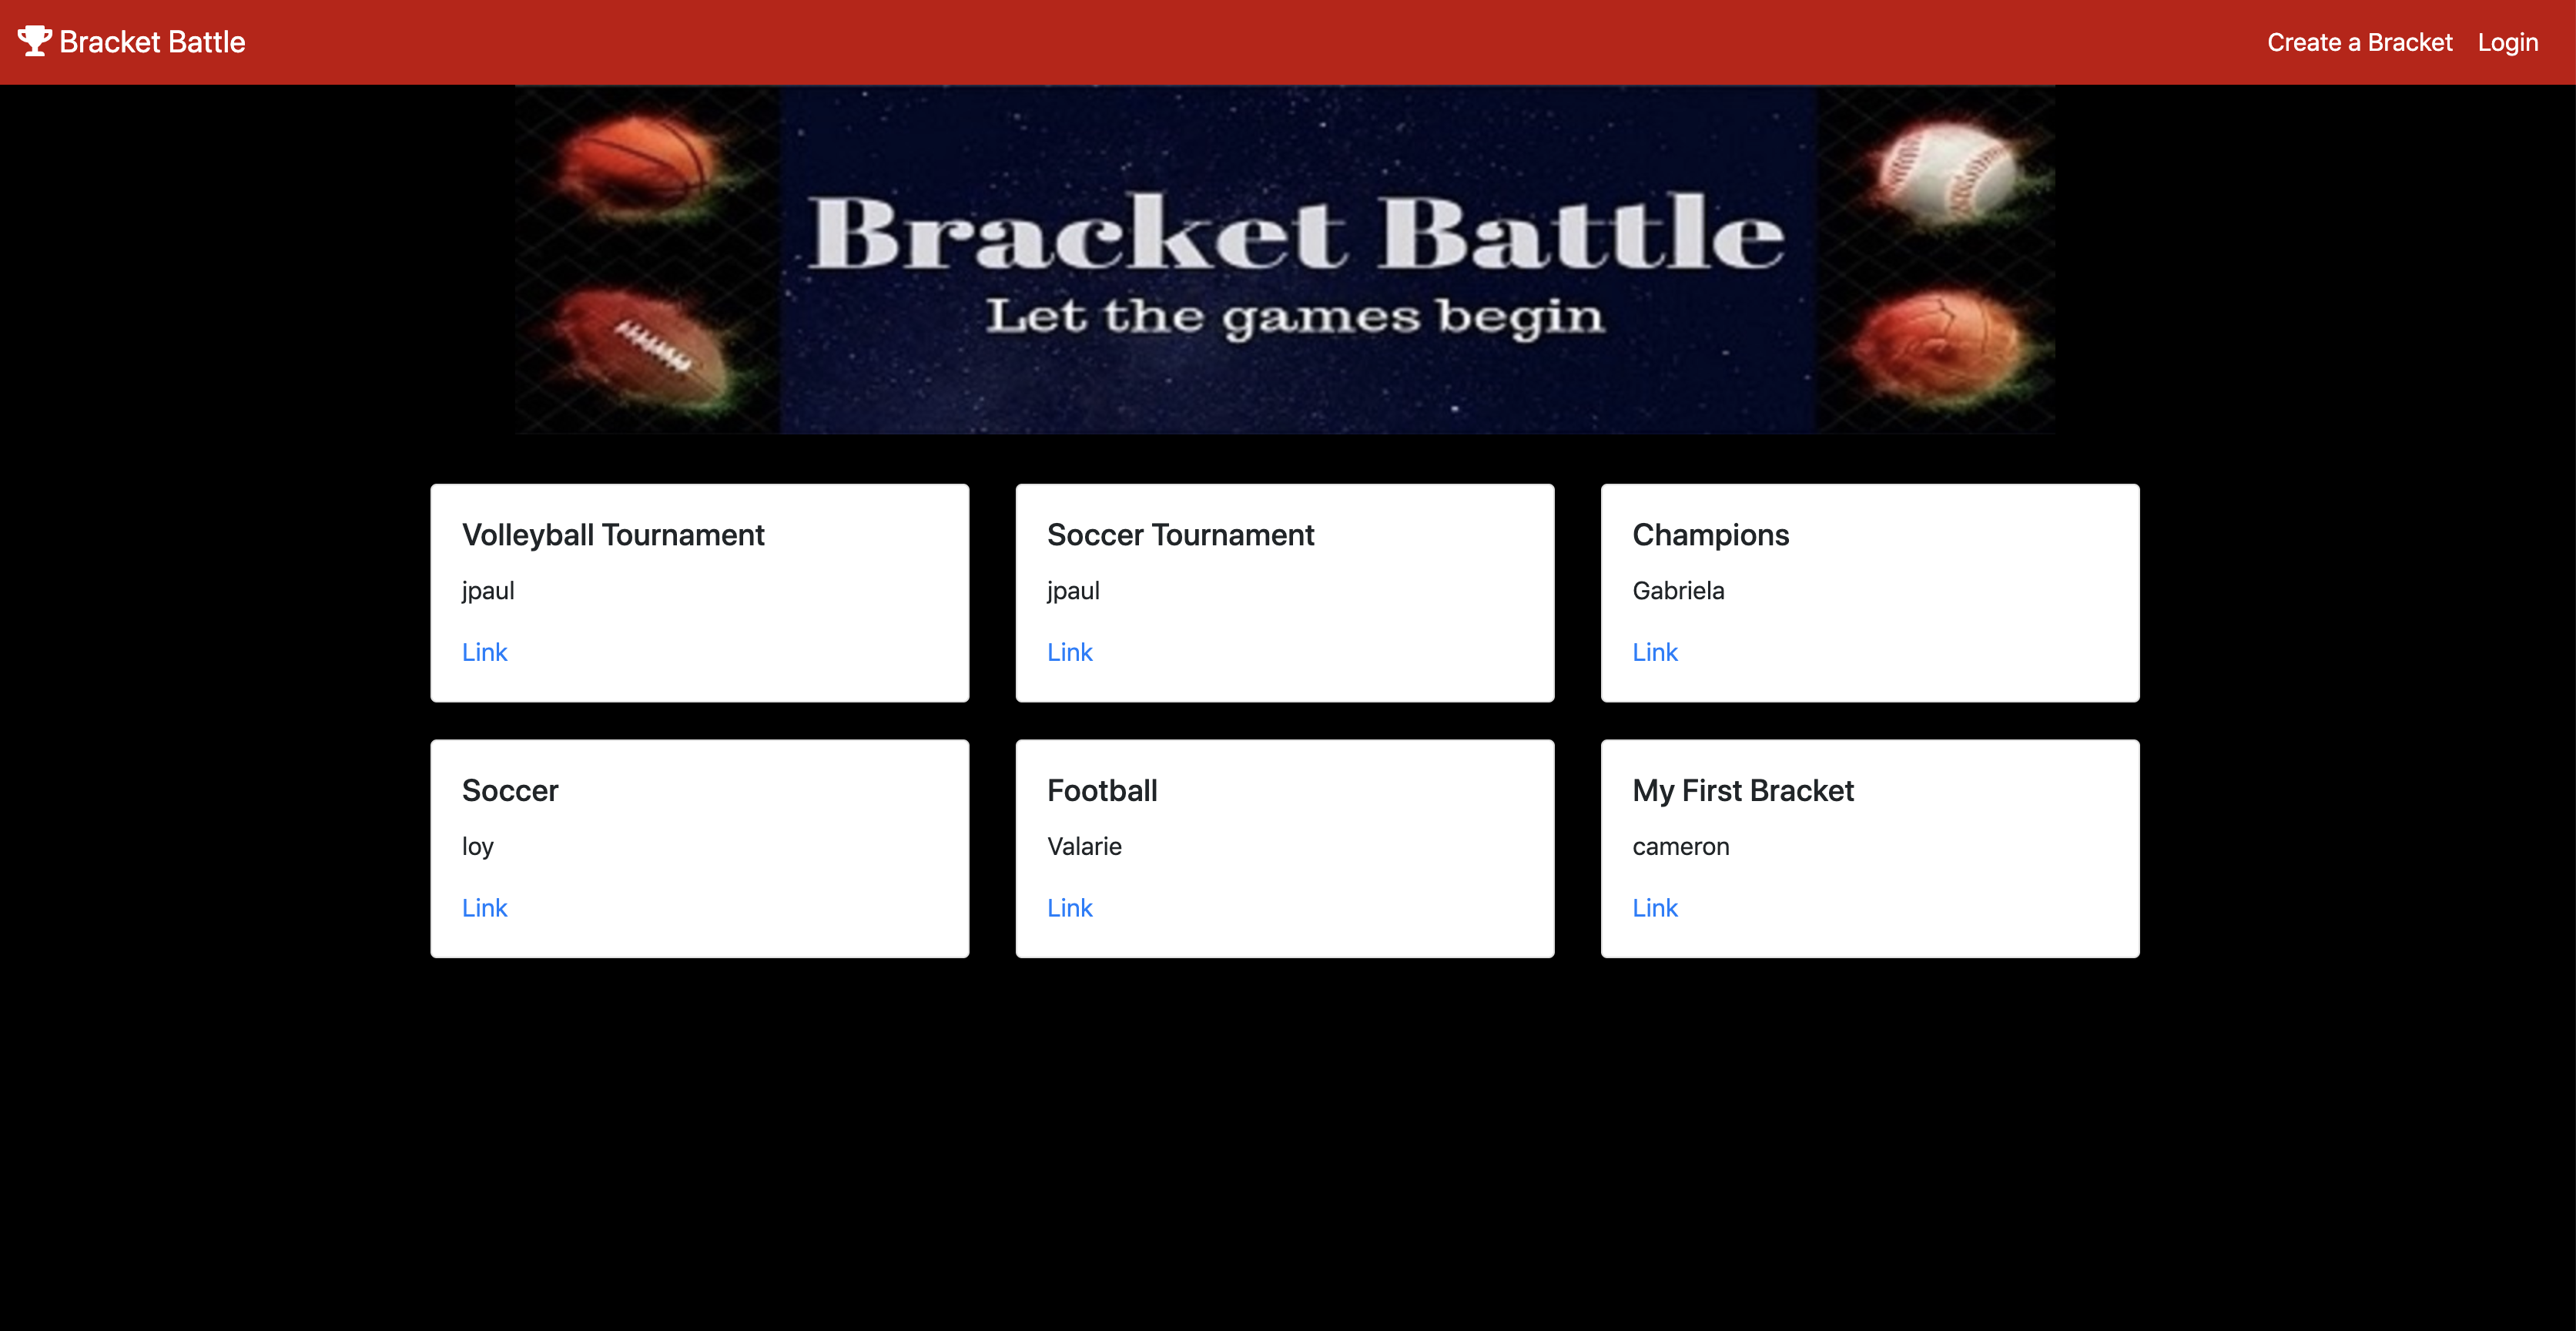 Bracket Battle
Create a Bracket
Login
Bracket Battle
Let the games begin
Volleyball Tournament
jpaul
Link
Soccer Tournament
jpaul
Link
Champions
Gabriela
Link
Soccer
loy
Link
Football
Valarie
Link
My First Bracket
cameron
Link